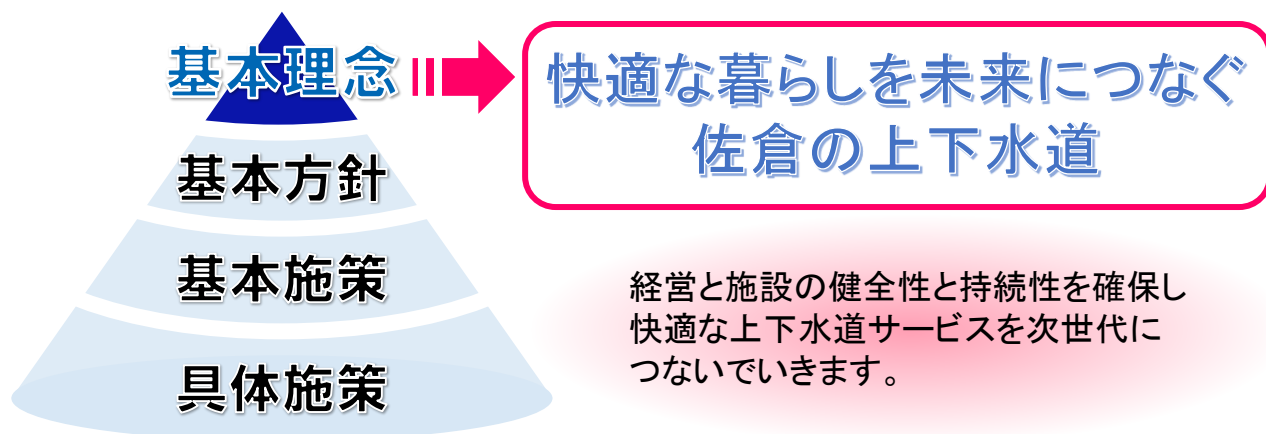 基本理念
快適な暮らしを未来につなぐ
佐倉の上下水道
基本方針
基本施策
具体施策
経営と施設の健全性と持続性を確保し
快適な上下水道サービスを次世代に
つないでいきます。